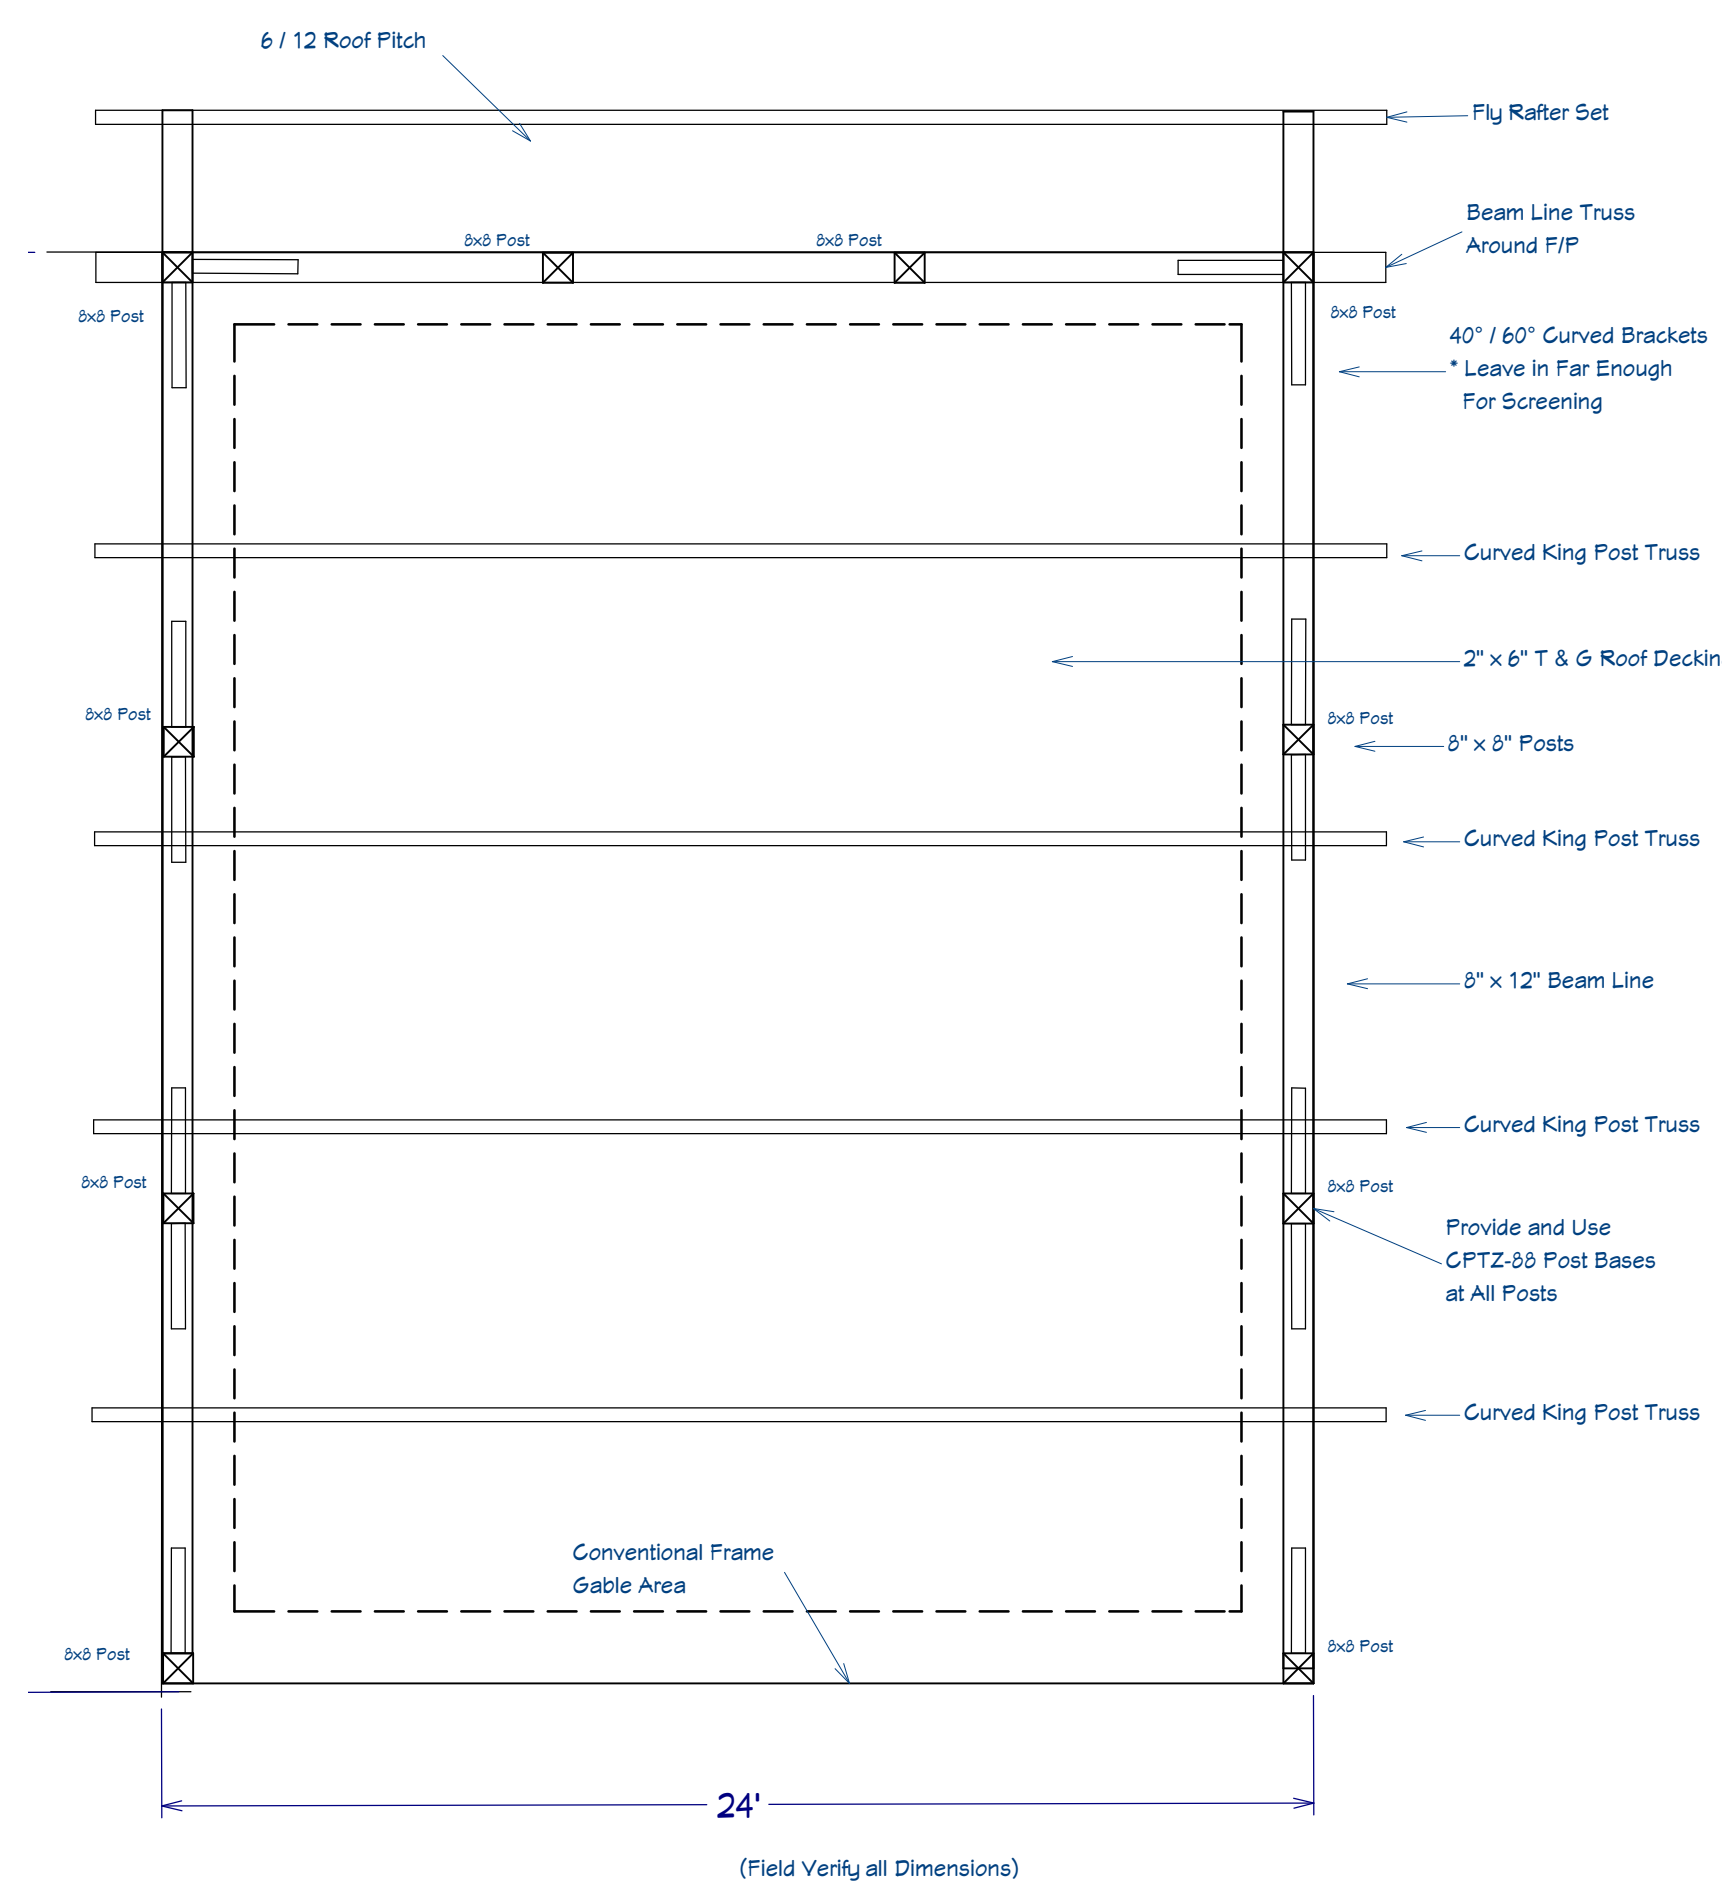 6 / 12 Roof Pitch
Fly Rafter Set
Beam Line Truss
Around F/P
8x8 Post
8x8 Post
8x8 Post
8x8 Post
40° / 60° Curved Brackets
* Leave in Far Enough
For Screening
Curved King Post Truss
2" x 6" T & G Roof Deckin
8x8 Post
8x8 Post
8" x 8" Posts
Curved King Post Truss
8" x 12" Beam Line
Curved King Post Truss
8x8 Post
8x8 Post
Provide and Use
CPTZ-88 Post Bases
at All Posts
Curved King Post Truss
Conventional Frame
Gable Area
8x8 Post
8x8 Post
24'
(Field Verify all Dimensions)